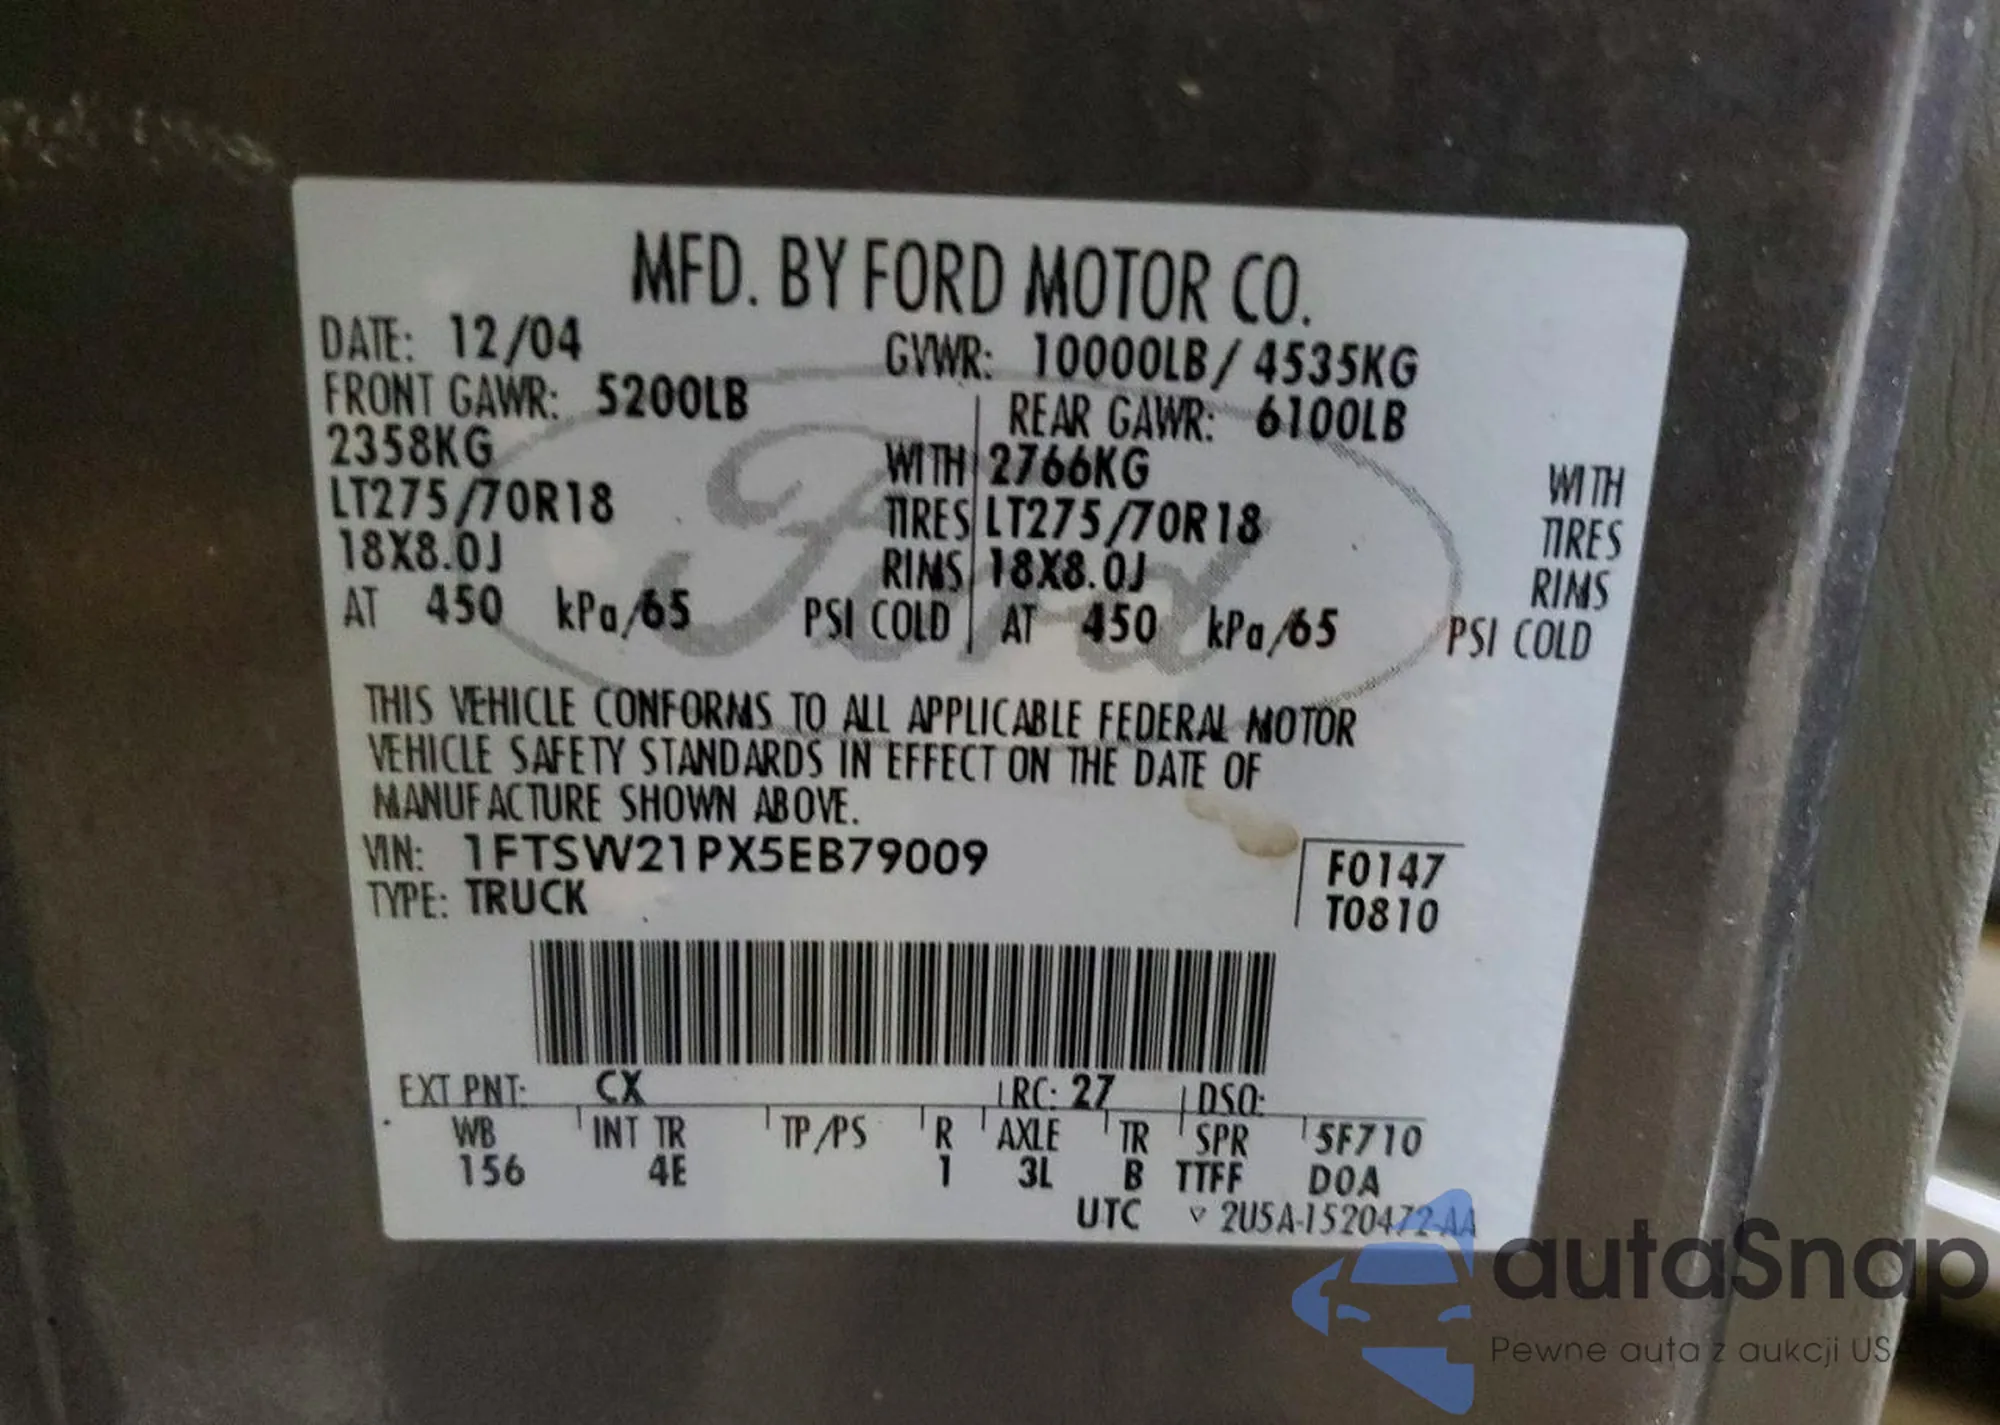 MFD. BY FORD MOTOR CO.
DATE: 12/04 GVWR: 10000LB / 4535KG
FRONT GAWR: 5200LB REAR GAWR: 6100LB
2358KG WITH 2766KG WITH
LT275/70R18 TIRES LT275/70R18 TIRES
18X8.0J RIMS 18X8.0J RIMS
AT 450 kPa/65 PSI COLD AT 450 kPa/65 PSI COLD
Ford
THIS VEHICLE CONFORMS TO ALL APPLICABLE FEDERAL MOTOR
VEHICLE SAFETY STANDARDS IN EFFECT ON THE DATE OF
MANUFACTURE SHOWN ABOVE.
VIN: 1FTSW21PX5EB79009 F0147
TYPE: TRUCK T0810
EXT PNT: CX RC: 27 DSO:
WB INT TR TP/PS R AXLE TR SPR 5F710
156 4E 1 3L B TTFF DOA
UTC ▽ 2U5A-1520472-AA
autaSnap
Pewne auta z aukcji US